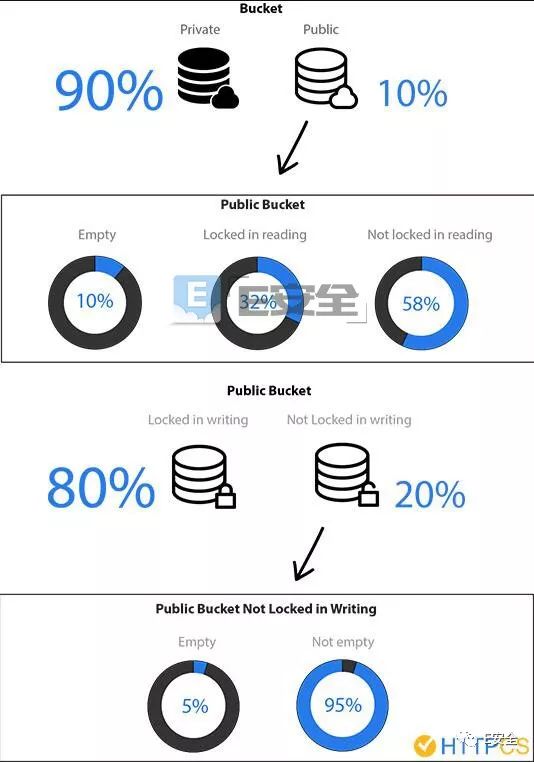 Bucket
Private Public
90% 10%
Public Bucket
Empty Locked in reading Not locked in reading
10% 32% 58%
E安全
Public Bucket
Locked in writing Not Locked in writing
80% 20%
Public Bucket Not Locked in Writing
Empty Not empty
5% 95%
HTTPCS
E安全